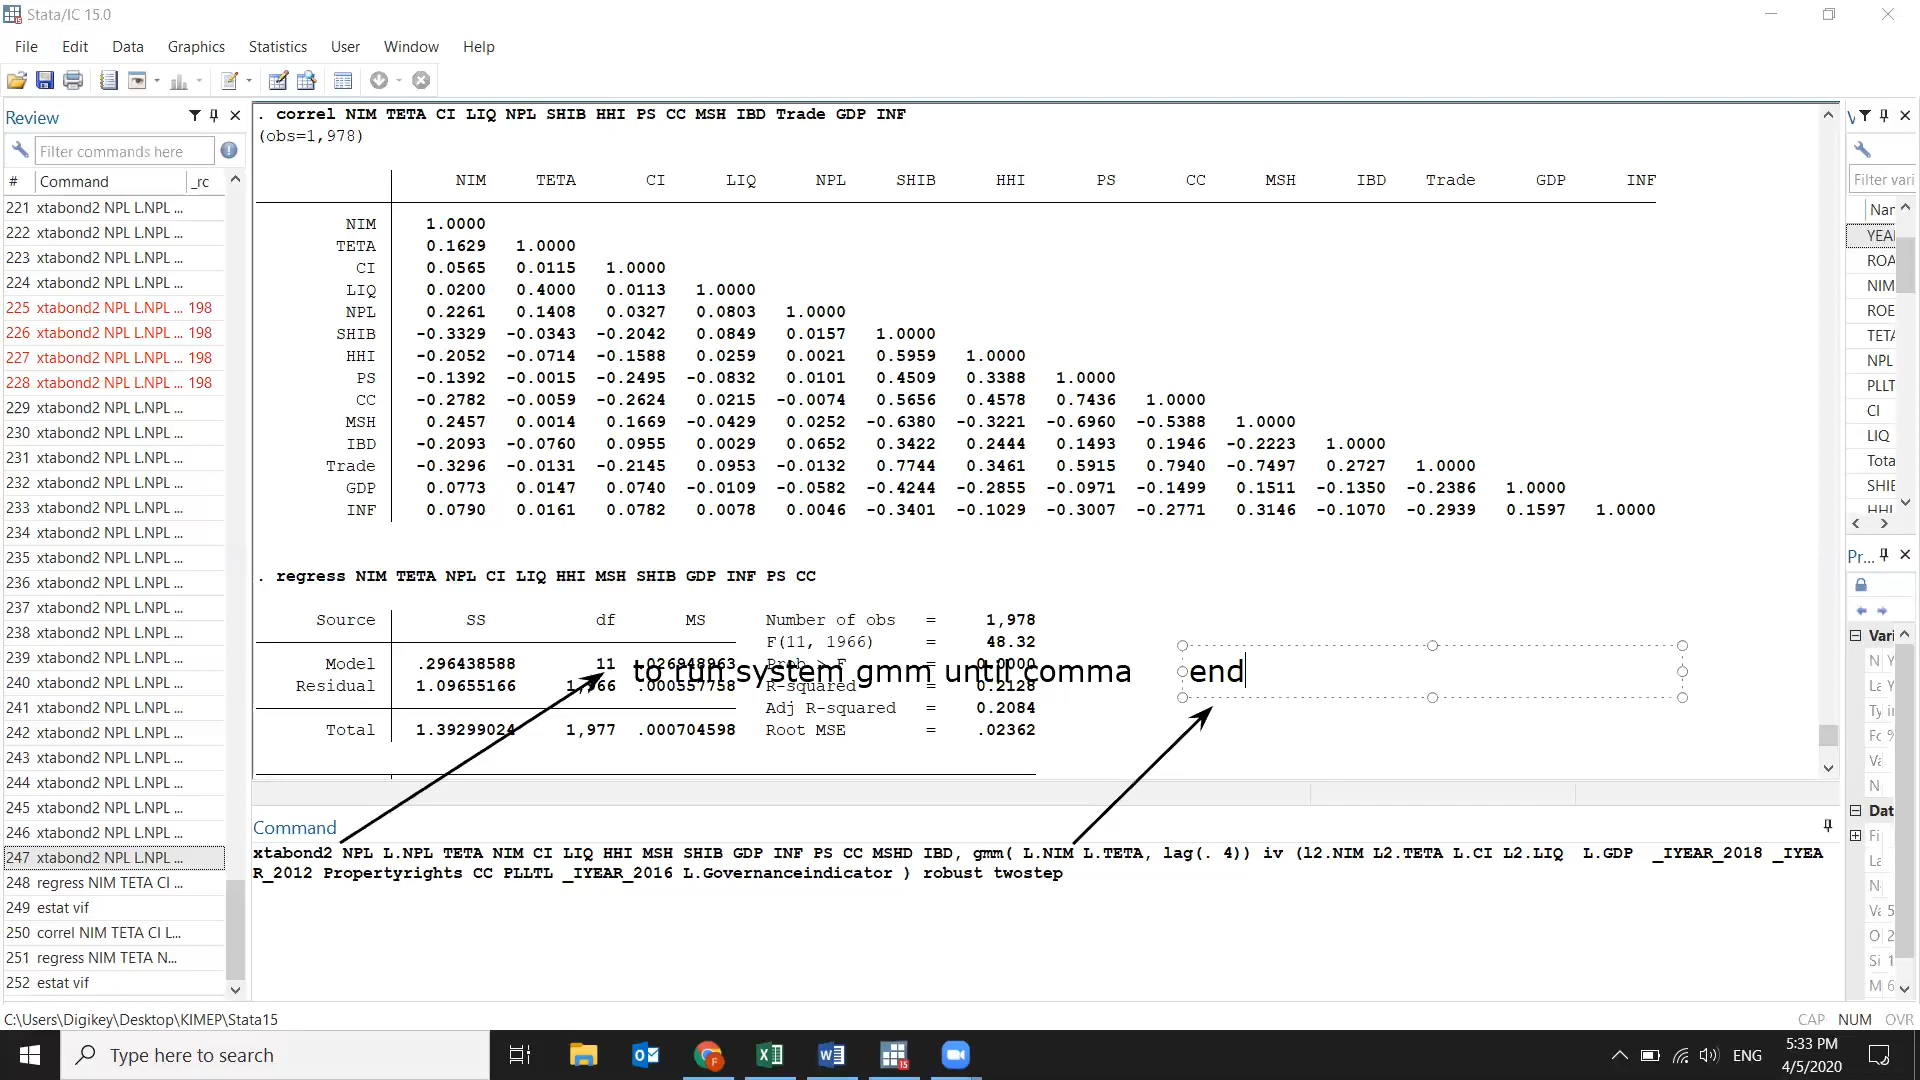 Stata/IC 15.0
File Edit Data Graphics Statistics User Window Help
Review
Filter commands here
# Command _rc
221 xtabond2 NPL L.NPL ...
222 xtabond2 NPL L.NPL ...
223 xtabond2 NPL L.NPL ...
224 xtabond2 NPL L.NPL ...
225 xtabond2 NPL L.NPL ... 198
226 xtabond2 NPL L.NPL ... 198
227 xtabond2 NPL L.NPL ... 198
228 xtabond2 NPL L.NPL ... 198
229 xtabond2 NPL L.NPL ...
230 xtabond2 NPL L.NPL ...
231 xtabond2 NPL L.NPL ...
232 xtabond2 NPL L.NPL ...
233 xtabond2 NPL L.NPL ...
234 xtabond2 NPL L.NPL ...
235 xtabond2 NPL L.NPL ...
236 xtabond2 NPL L.NPL ...
237 xtabond2 NPL L.NPL ...
238 xtabond2 NPL L.NPL ...
239 xtabond2 NPL L.NPL ...
240 xtabond2 NPL L.NPL ...
241 xtabond2 NPL L.NPL ...
242 xtabond2 NPL L.NPL ...
243 xtabond2 NPL L.NPL ...
244 xtabond2 NPL L.NPL ...
245 xtabond2 NPL L.NPL ...
246 xtabond2 NPL L.NPL ...
247 xtabond2 NPL L.NPL ...
248 regress NIM TETA CI ...
249 estat vif
250 correl NIM TETA CI L...
251 regress NIM TETA N...
252 estat vif
. correl NIM TETA CI LIQ NPL SHIB HHI PS CC MSH IBD Trade GDP INF
(obs=1,978)
NIM TETA CI LIQ NPL SHIB HHI PS CC MSH IBD Trade GDP INF
NIM 1.0000
TETA 0.1629 1.0000
CI 0.0565 0.0115 1.0000
LIQ 0.0200 0.4000 0.0113 1.0000
NPL 0.2261 0.1408 0.0327 0.0803 1.0000
SHIB -0.3329 -0.0343 -0.2042 0.0849 0.0157 1.0000
HHI -0.2052 -0.0714 -0.1588 0.0259 0.0021 0.5959 1.0000
PS -0.1392 -0.0015 -0.2495 -0.0832 0.0101 0.4509 0.3388 1.0000
CC -0.2782 -0.0059 -0.2624 0.0215 -0.0074 0.5656 0.4578 0.7436 1.0000
MSH 0.2457 0.0014 0.1669 -0.0429 0.0252 -0.6380 -0.3221 -0.6960 -0.5388 1.0000
IBD -0.2093 -0.0760 0.0955 0.0029 0.0652 0.3422 0.2444 0.1493 0.1946 -0.2223 1.0000
Trade -0.3296 -0.0131 -0.2145 0.0953 -0.0132 0.7744 0.3461 0.5915 0.7940 -0.7497 0.2727 1.0000
GDP 0.0773 0.0147 0.0740 -0.0109 -0.0582 -0.4244 -0.2855 -0.0971 -0.1499 0.1511 -0.1350 -0.2386 1.0000
INF 0.0790 0.0161 0.0782 0.0078 0.0046 -0.3401 -0.1029 -0.3007 -0.2771 0.3146 -0.1070 -0.2939 0.1597 1.0000
. regress NIM TETA NPL CI LIQ HHI MSH SHIB GDP INF PS CC
Source SS df MS Number of obs = 1,978
F(11, 1966) = 48.32
Model .296438588 11 .026948963 Prob > F = 0.0000
to run system gmm until comma end
Residual 1.09655166 1,966 .000557758 R-squared = 0.2128
Adj R-squared = 0.2084
Total 1.39299024 1,977 .000704598 Root MSE = .02362
Command
xtabond2 NPL L.NPL TETA NIM CI LIQ HHI MSH SHIB GDP INF PS CC MSHD IBD, gmm( L.NIM L.TETA, lag(. 4)) iv (l2.NIM L2.TETA L.CI L2.LIQ L.GDP _IYEAR_2018 _IYEA
R_2012 Propertyrights CC PLLTL _IYEAR_2016 L.Governanceindicator ) robust twostep
Filter vari
YEA
ROA
NIM
ROE
TETA
NPL
PLLT
CI
LIQ
Tota
SHIE
Pr...
Vari
Dat
C:\Users\Digikey\Desktop\KIMEP\Stata15
CAP NUM OVR
Type here to search
ENG
5:33 PM
4/5/2020